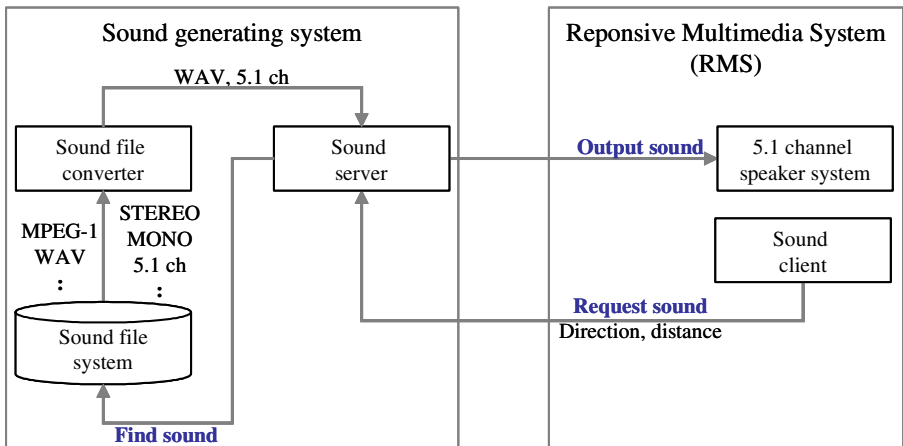 Sound generating system
WAV, 5.1 ch
Sound file
converter
Sound
server
MPEG-1
WAV
:
STEREO
MONO
5.1 ch
:
Sound file
system
Find sound
Output sound
Request sound
Direction, distance
Reponsive Multimedia System
(RMS)
5.1 channel
speaker system
Sound
client